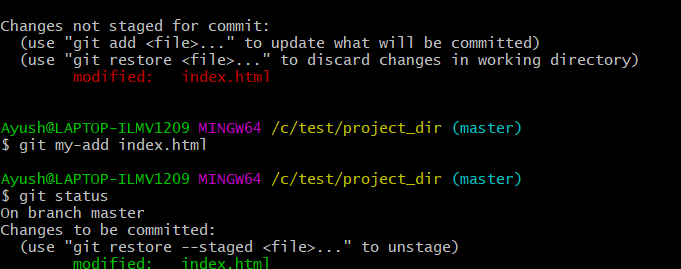 Changes not staged for commit:
  (use "git add <file>..." to update what will be committed)
  (use "git restore <file>..." to discard changes in working directory)
        modified:   index.html
Ayush@LAPTOP-ILMV1209 MINGW64 /c/test/project_dir (master)
$ git my-add index.html
Ayush@LAPTOP-ILMV1209 MINGW64 /c/test/project_dir (master)
$ git status
On branch master
Changes to be committed:
  (use "git restore --staged <file>..." to unstage)
        modified:   index.html